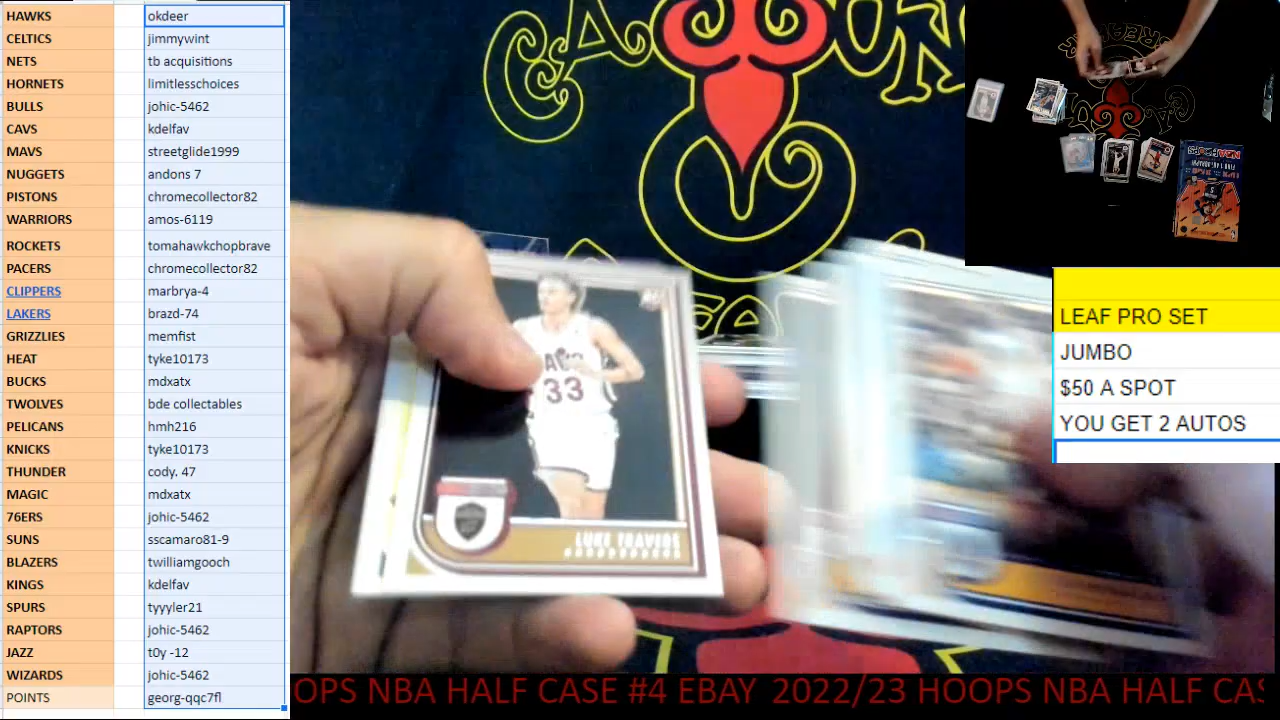 HAWKS okdeer
CELTICS jimmywint
NETS tb acquisitions
HORNETS limitlesschoices
BULLS johic-5462
CAVS kdelfav
MAVS streetglide1999
NUGGETS andons 7
PISTONS chromecollector82
WARRIORS amos-6119
ROCKETS tomahawkchopbrave
PACERS chromecollector82
CLIPPERS marbrya-4
LAKERS brazd-74
GRIZZLIES memfist
HEAT tyke10173
BUCKS mdxatx
TWOLVES bde collectables
PELICANS hmh216
KNICKS tyke10173
THUNDER cody. 47
MAGIC mdxatx
76ERS johic-5462
SUNS sscamaro81-9
BLAZERS twilliamgooch
KINGS kdelfav
SPURS tyyyler21
RAPTORS johic-5462
JAZZ t0y -12
WIZARDS johic-5462
POINTS georg-qqc7fl
33
LUKE TRAVERS
LEAF PRO SET
JUMBO
$50 A SPOT
YOU GET 2 AUTOS
OPS NBA HALF CASE #4 EBAY 2022/23 HOOPS NBA HALF CAS